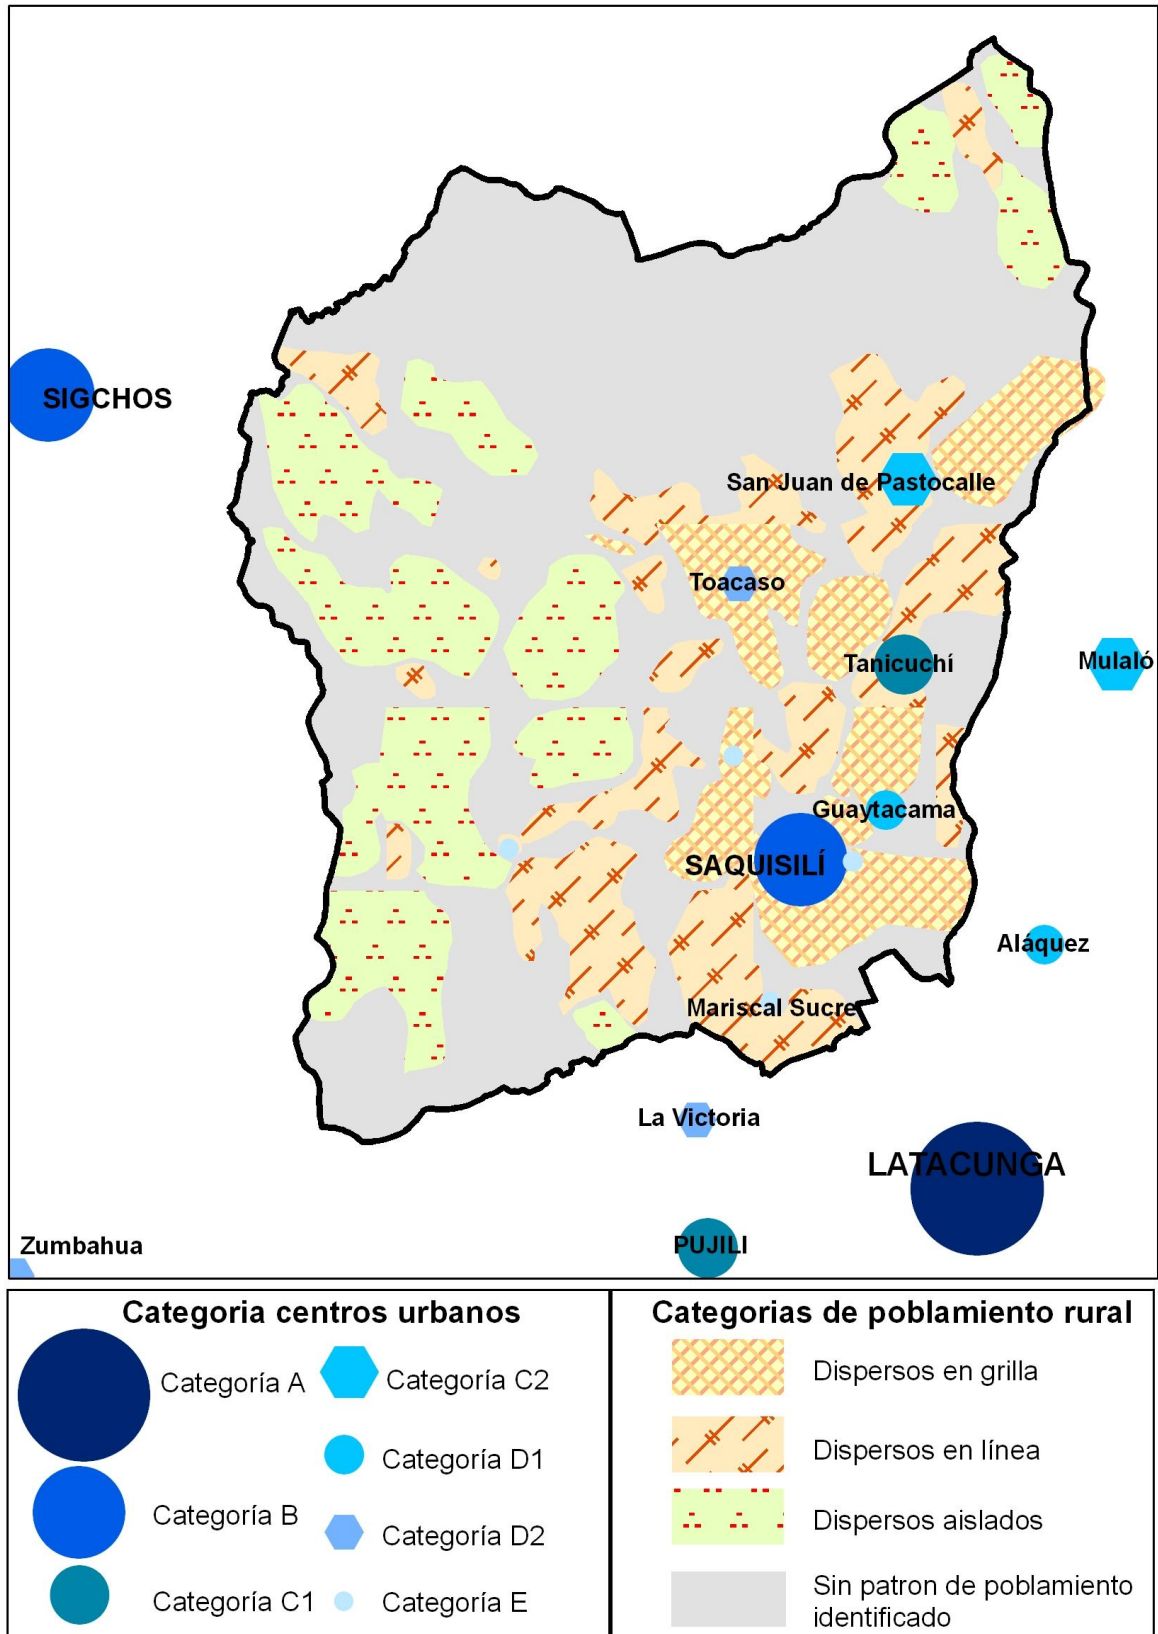 SIGCHOS
San Juan de Pastocalle
Toacaso
Tanicuchí
Mulaló
Guaytacama
SAQUISILÍ
Aláquez
Mariscal Sucre
La Victoria
LATACUNGA
Zumbahua
PUJILI
Categoria centros urbanos
Categoría A
Categoría B
Categoría C1
Categoría C2
Categoría D1
Categoría D2
Categoría E
Categorias de poblamiento rural
Dispersos en grilla
Dispersos en línea
Dispersos aislados
Sin patron de poblamiento
identificado